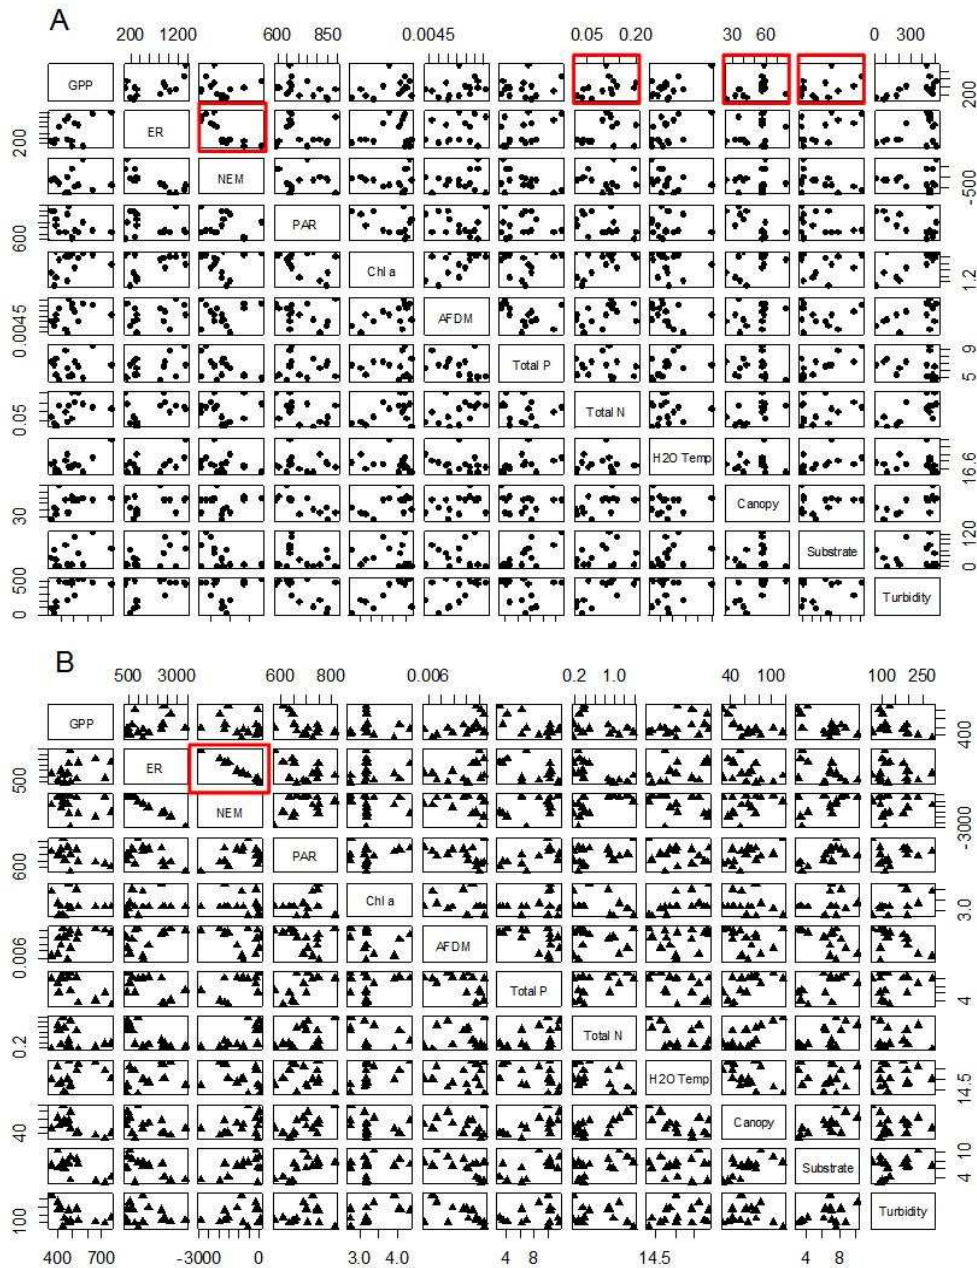 A
200 1200 600 850 0.0045 0.05 0.20 30 60 0 300
GPP
200
200
ER
NEM
-500
600
PAR
Chl a
1.2
0.0045
AFDM
Total P
5 9
0.05
Total N
H2O Temp
16.6
30
Canopy
Substrate
0 120
0 500
Turbidity
B
500 3000 600 800 0.006 0.2 1.0 40 100 100 250
GPP
400
500
ER
NEM
-3000
600
PAR
Chl a
3.0
0.006
AFDM
Total P
4
0.2
Total N
H2O Temp
14.5
40
Canopy
Substrate
4 10
100
Turbidity
400 700 -3000 0 3.0 4.0 4 8 14.5 4 8